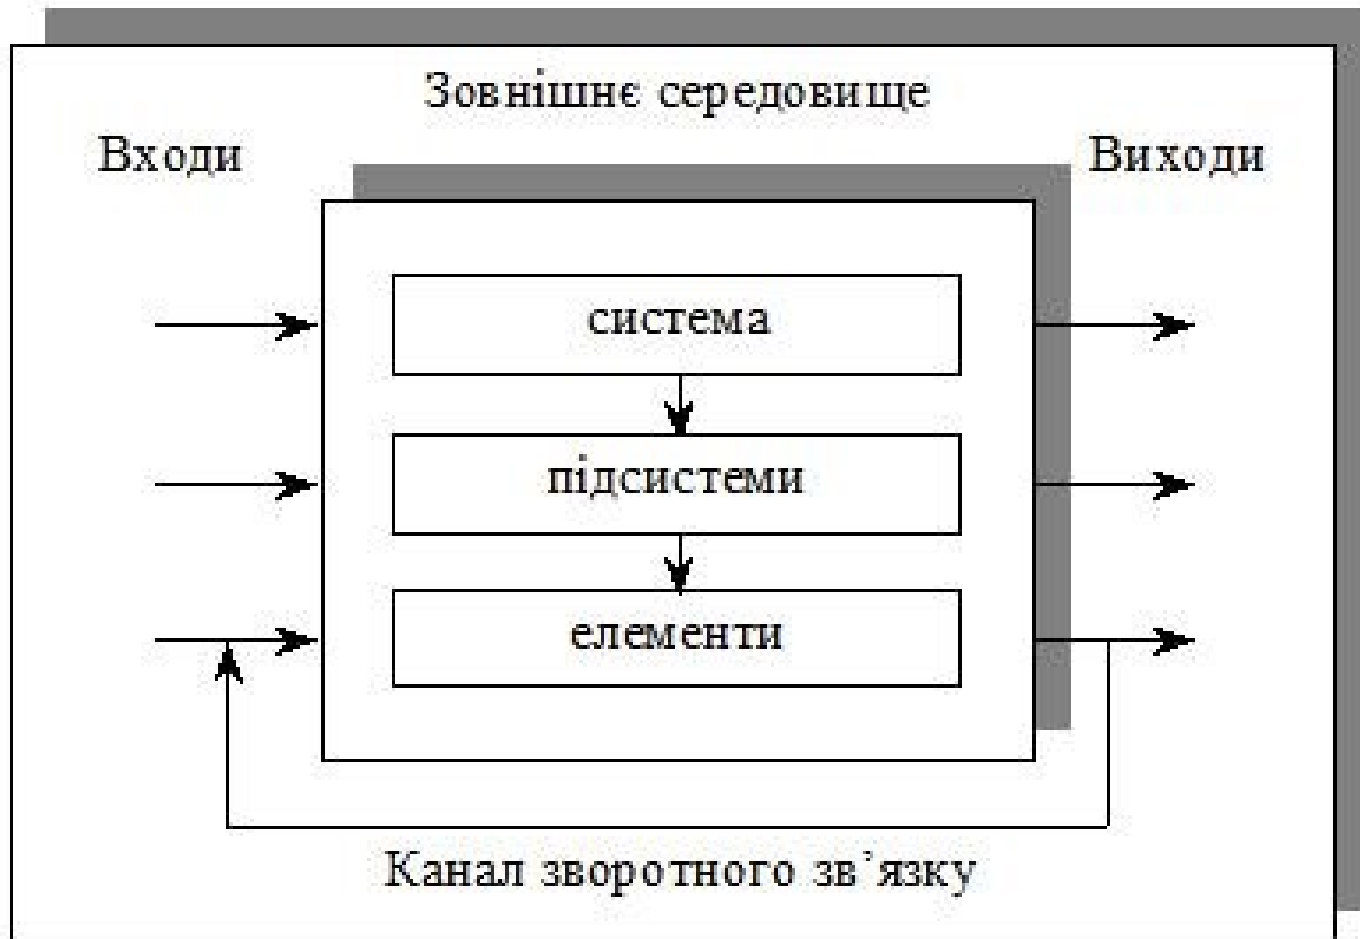 Зовнішнє середовище
Входи
Виходи
система
підсистеми
елементи
Канал зворотного зв’язку